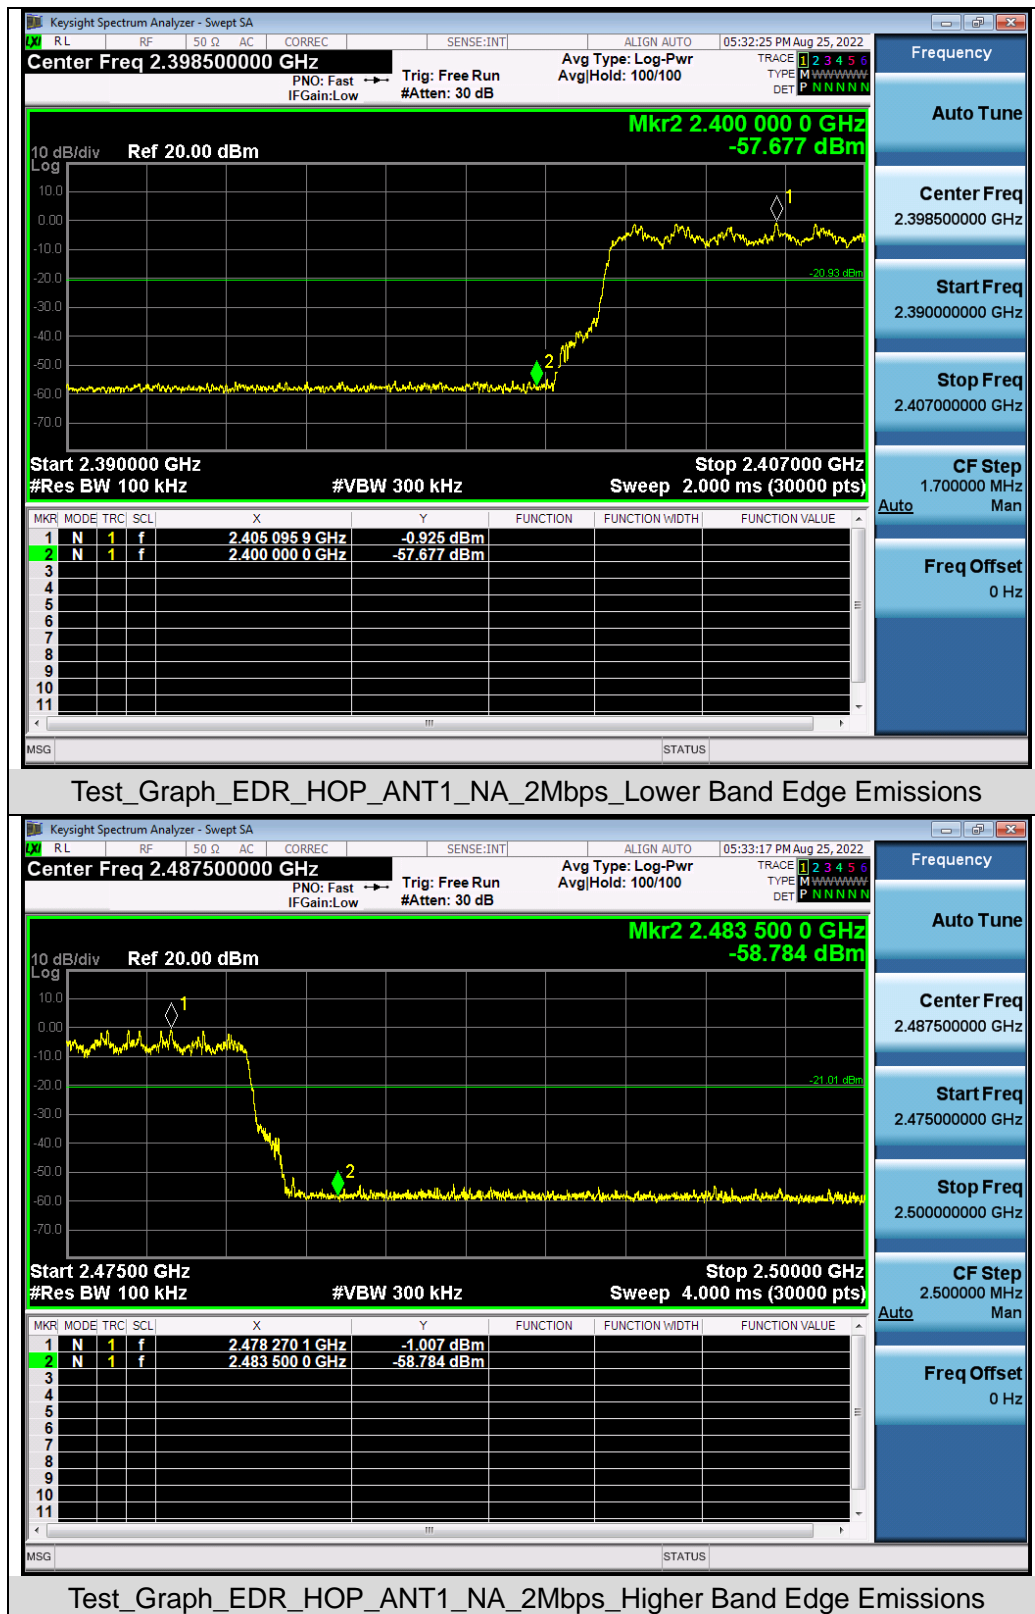 Keysight Spectrum Analyzer - Swept SA
LXI RL RF 50 Ω AC CORREC SENSE:INT ALIGN AUTO 05:32:25 PM Aug 25, 2022
Center Freq 2.398500000 GHz
PNO: Fast
IFGain:Low
Trig: Free Run
#Atten: 30 dB
Avg Type: Log-Pwr
Avg|Hold: 100/100
TRACE 1 2 3 4 5 6
TYPE M WWWWW
DET P N N N N N
Mkr2 2.400 000 0 GHz
-57.677 dBm
10 dB/div Ref 20.00 dBm
Log
10.0
0.00
-10.0
-20.0
-30.0
-40.0
-50.0
-60.0
-70.0
1
-20.93 dBm
2
Start 2.390000 GHz Stop 2.407000 GHz
#Res BW 100 kHz #VBW 300 kHz Sweep 2.000 ms (30000 pts)
MKR MODE TRC SCL X Y FUNCTION FUNCTION WIDTH FUNCTION VALUE
1 N 1 f 2.405 095 9 GHz -0.925 dBm
2 N 1 f 2.400 000 0 GHz -57.677 dBm
3
4
5
6
7
8
9
10
11
MSG STATUS
Frequency
Auto Tune
Center Freq
2.398500000 GHz
Start Freq
2.390000000 GHz
Stop Freq
2.407000000 GHz
CF Step
1.700000 MHz
Auto Man
Freq Offset
0 Hz
Test_Graph_EDR_HOP_ANT1_NA_2Mbps_Lower Band Edge Emissions
Keysight Spectrum Analyzer - Swept SA
LXI RL RF 50 Ω AC CORREC SENSE:INT ALIGN AUTO 05:33:17 PM Aug 25, 2022
Center Freq 2.487500000 GHz
PNO: Fast
IFGain:Low
Trig: Free Run
#Atten: 30 dB
Avg Type: Log-Pwr
Avg|Hold: 100/100
TRACE 1 2 3 4 5 6
TYPE M WWWWW
DET P N N N N N
Mkr2 2.483 500 0 GHz
-58.784 dBm
10 dB/div Ref 20.00 dBm
Log
10.0
0.00
-10.0
-20.0
-30.0
-40.0
-50.0
-60.0
-70.0
1
-21.01 dBm
2
Start 2.47500 GHz Stop 2.50000 GHz
#Res BW 100 kHz #VBW 300 kHz Sweep 4.000 ms (30000 pts)
MKR MODE TRC SCL X Y FUNCTION FUNCTION WIDTH FUNCTION VALUE
1 N 1 f 2.478 270 1 GHz -1.007 dBm
2 N 1 f 2.483 500 0 GHz -58.784 dBm
3
4
5
6
7
8
9
10
11
MSG STATUS
Frequency
Auto Tune
Center Freq
2.487500000 GHz
Start Freq
2.475000000 GHz
Stop Freq
2.500000000 GHz
CF Step
2.500000 MHz
Auto Man
Freq Offset
0 Hz
Test_Graph_EDR_HOP_ANT1_NA_2Mbps_Higher Band Edge Emissions